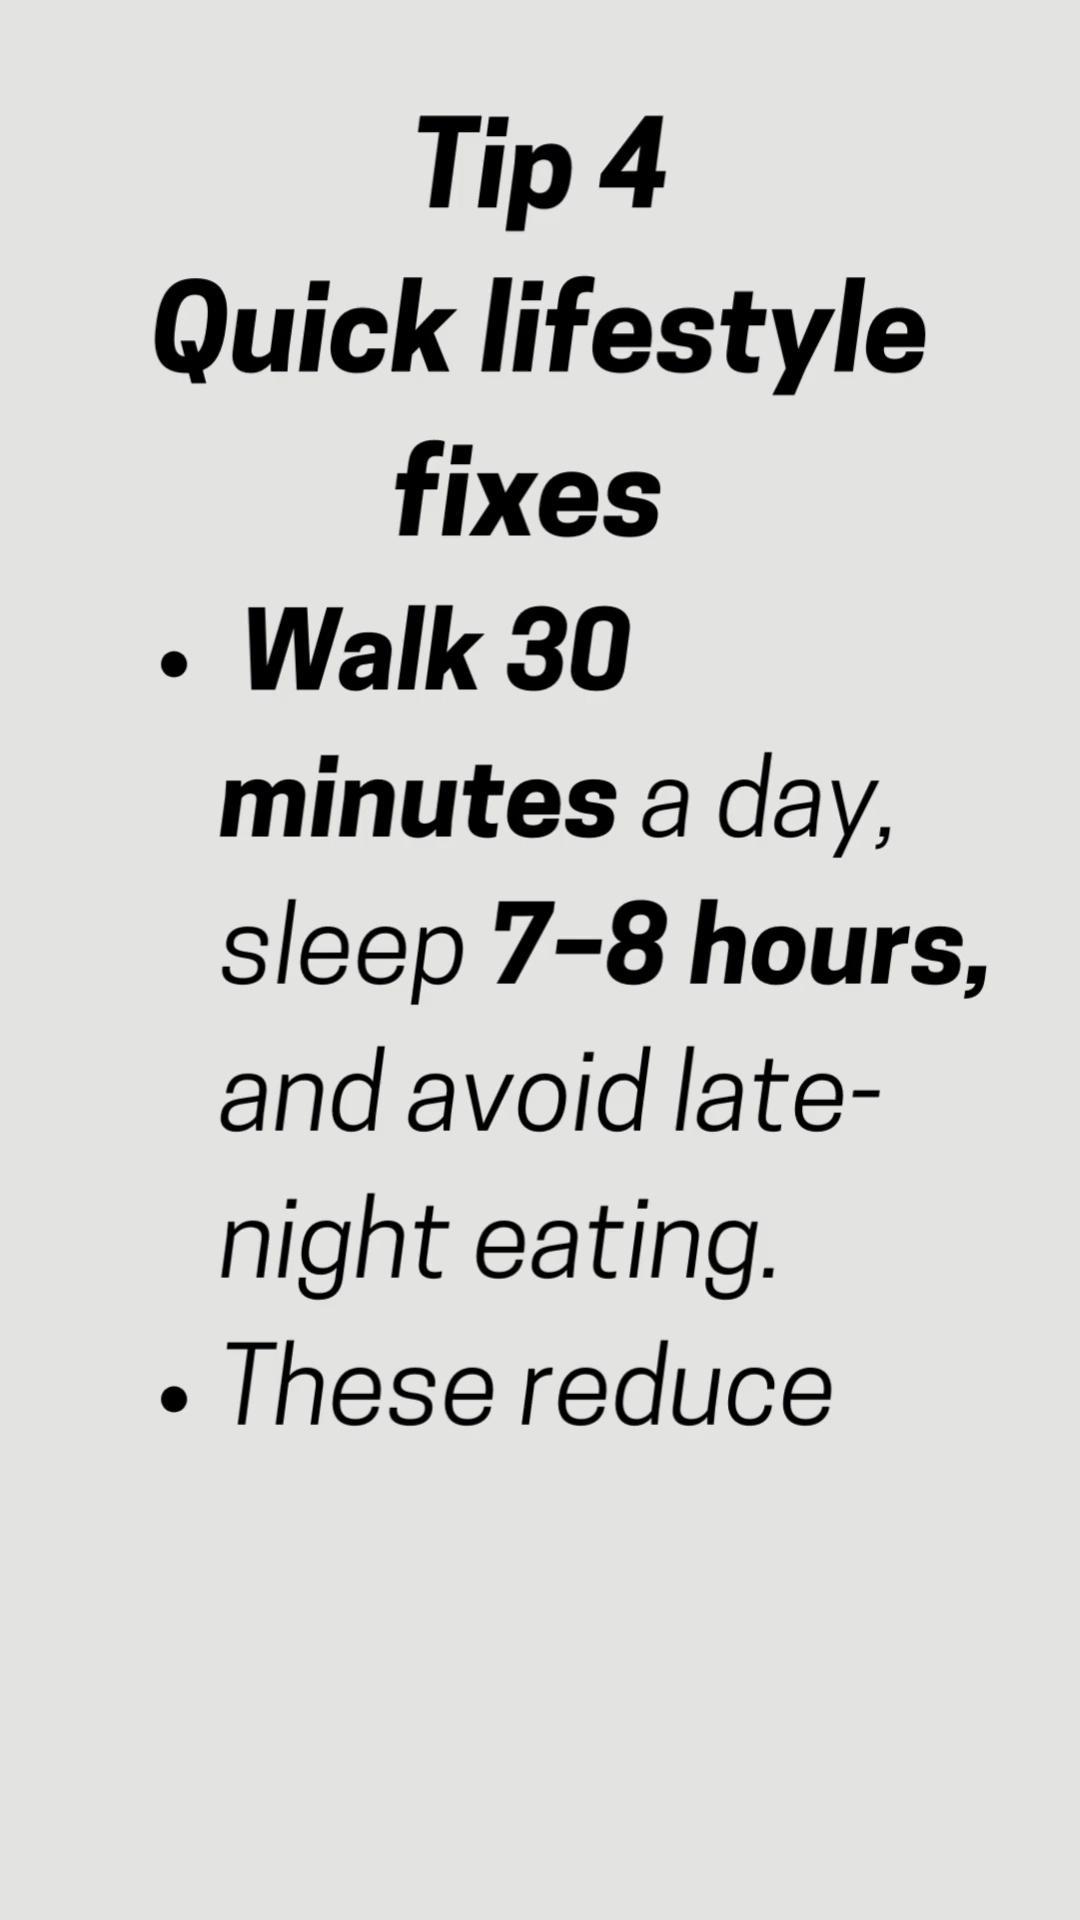 Tip 4
Quick lifestyle
fixes
• Walk 30
minutes a day,
sleep 7–8 hours,
and avoid late-
night eating.
• These reduce